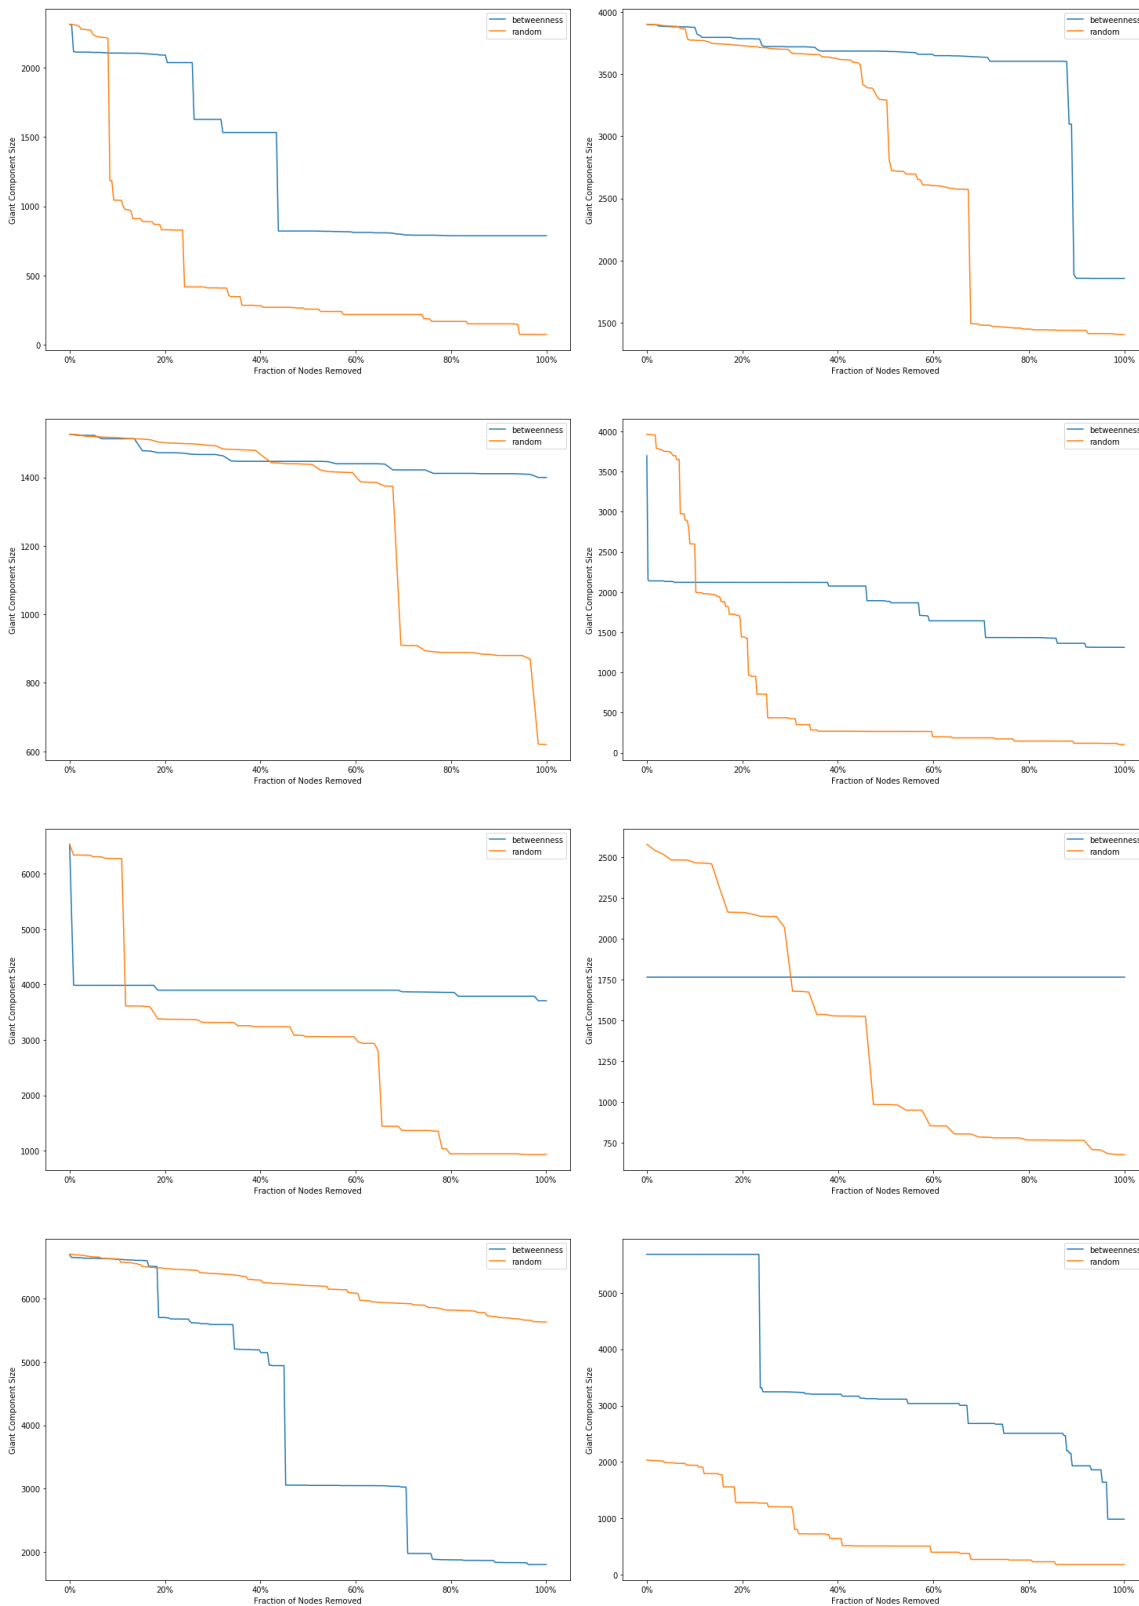 betweenness
random
Giant Component Size
2000
1500
1000
500
0
0% 20% 40% 60% 80% 100%
Fraction of Nodes Removed
betweenness
random
Giant Component Size
4000
3500
3000
2500
2000
1500
0% 20% 40% 60% 80% 100%
Fraction of Nodes Removed
betweenness
random
Giant Component Size
1400
1200
1000
800
600
0% 20% 40% 60% 80% 100%
Fraction of Nodes Removed
betweenness
random
Giant Component Size
4000
3500
3000
2500
2000
1500
1000
500
0
0% 20% 40% 60% 80% 100%
Fraction of Nodes Removed
betweenness
random
Giant Component Size
6000
5000
4000
3000
2000
1000
0% 20% 40% 60% 80% 100%
Fraction of Nodes Removed
betweenness
random
Giant Component Size
2500
2250
2000
1750
1500
1250
1000
750
0% 20% 40% 60% 80% 100%
Fraction of Nodes Removed
betweenness
random
Giant Component Size
6000
5000
4000
3000
2000
0% 20% 40% 60% 80% 100%
Fraction of Nodes Removed
betweenness
random
Giant Component Size
5000
4000
3000
2000
1000
0
0% 20% 40% 60% 80% 100%
Fraction of Nodes Removed